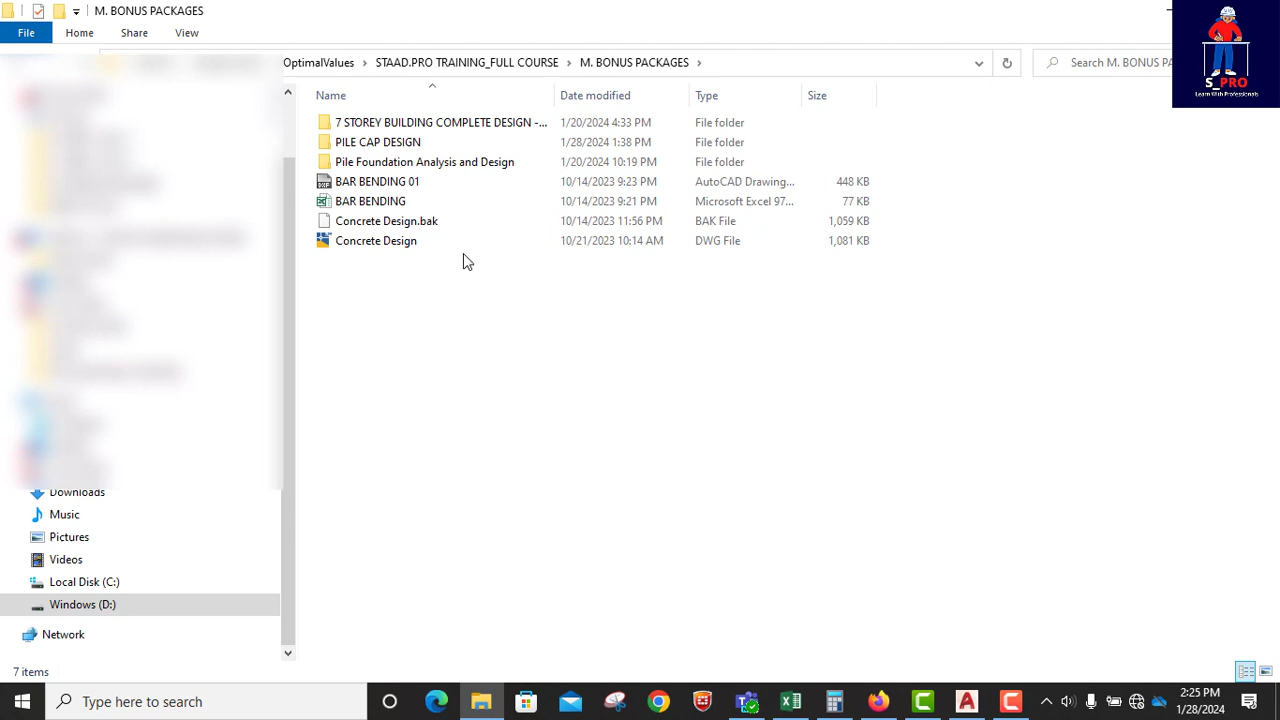 M. BONUS PACKAGES
File Home Share View
OptimalValues > STAAD.PRO TRAINING_FULL COURSE > M. BONUS PACKAGES >
Search M. BONUS PA
S_PRO
Learn With Professionals
Name Date modified Type Size
7 STOREY BUILDING COMPLETE DESIGN -... 1/20/2024 4:33 PM File folder
PILE CAP DESIGN 1/28/2024 1:38 PM File folder
Pile Foundation Analysis and Design 1/20/2024 10:19 PM File folder
BAR BENDING 01 10/14/2023 9:23 PM AutoCAD Drawing... 448 KB
BAR BENDING 10/14/2023 9:21 PM Microsoft Excel 97... 77 KB
Concrete Design.bak 10/14/2023 11:56 PM BAK File 1,059 KB
Concrete Design 10/21/2023 10:14 AM DWG File 1,081 KB
Downloads
Music
Pictures
Videos
Local Disk (C:)
Windows (D:)
Network
7 items
Type here to search
2:25 PM
1/28/2024